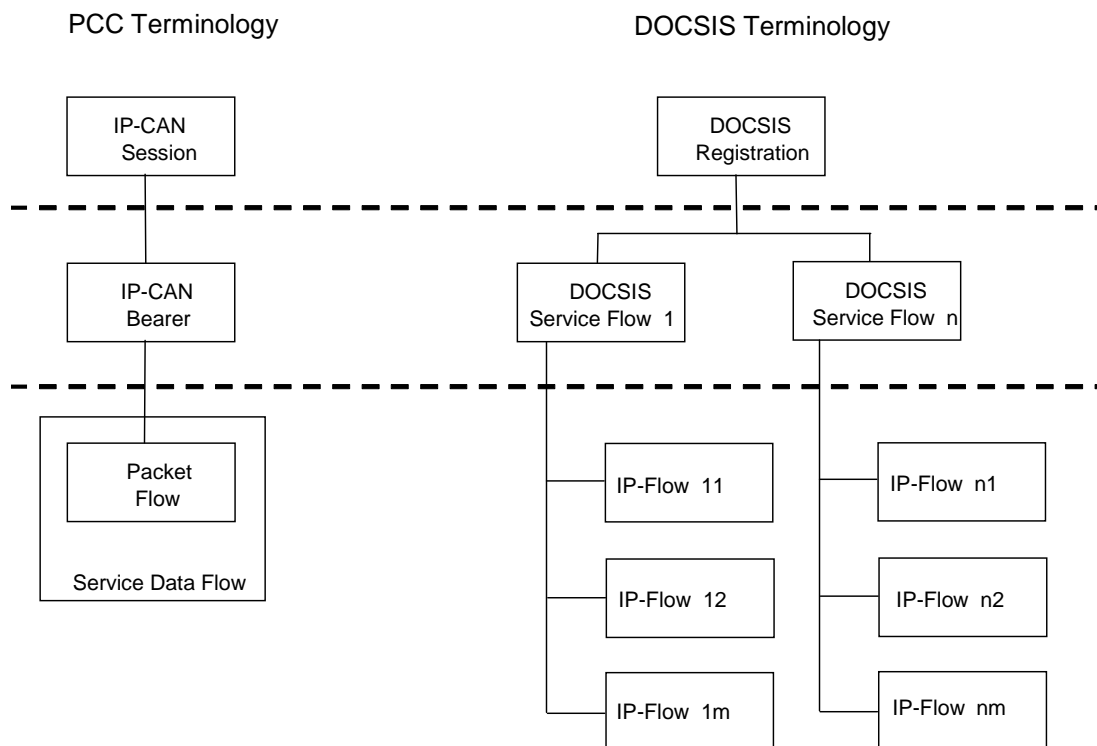 PCC Terminology
DOCSIS Terminology
IP-CAN
Session
DOCSIS
Registration
IP-CAN
Bearer
DOCSIS
Service Flow 1
DOCSIS
Service Flow n
Packet
Flow
Service Data Flow
IP-Flow 11
IP-Flow n1
IP-Flow 12
IP-Flow n2
IP-Flow 1m
IP-Flow nm